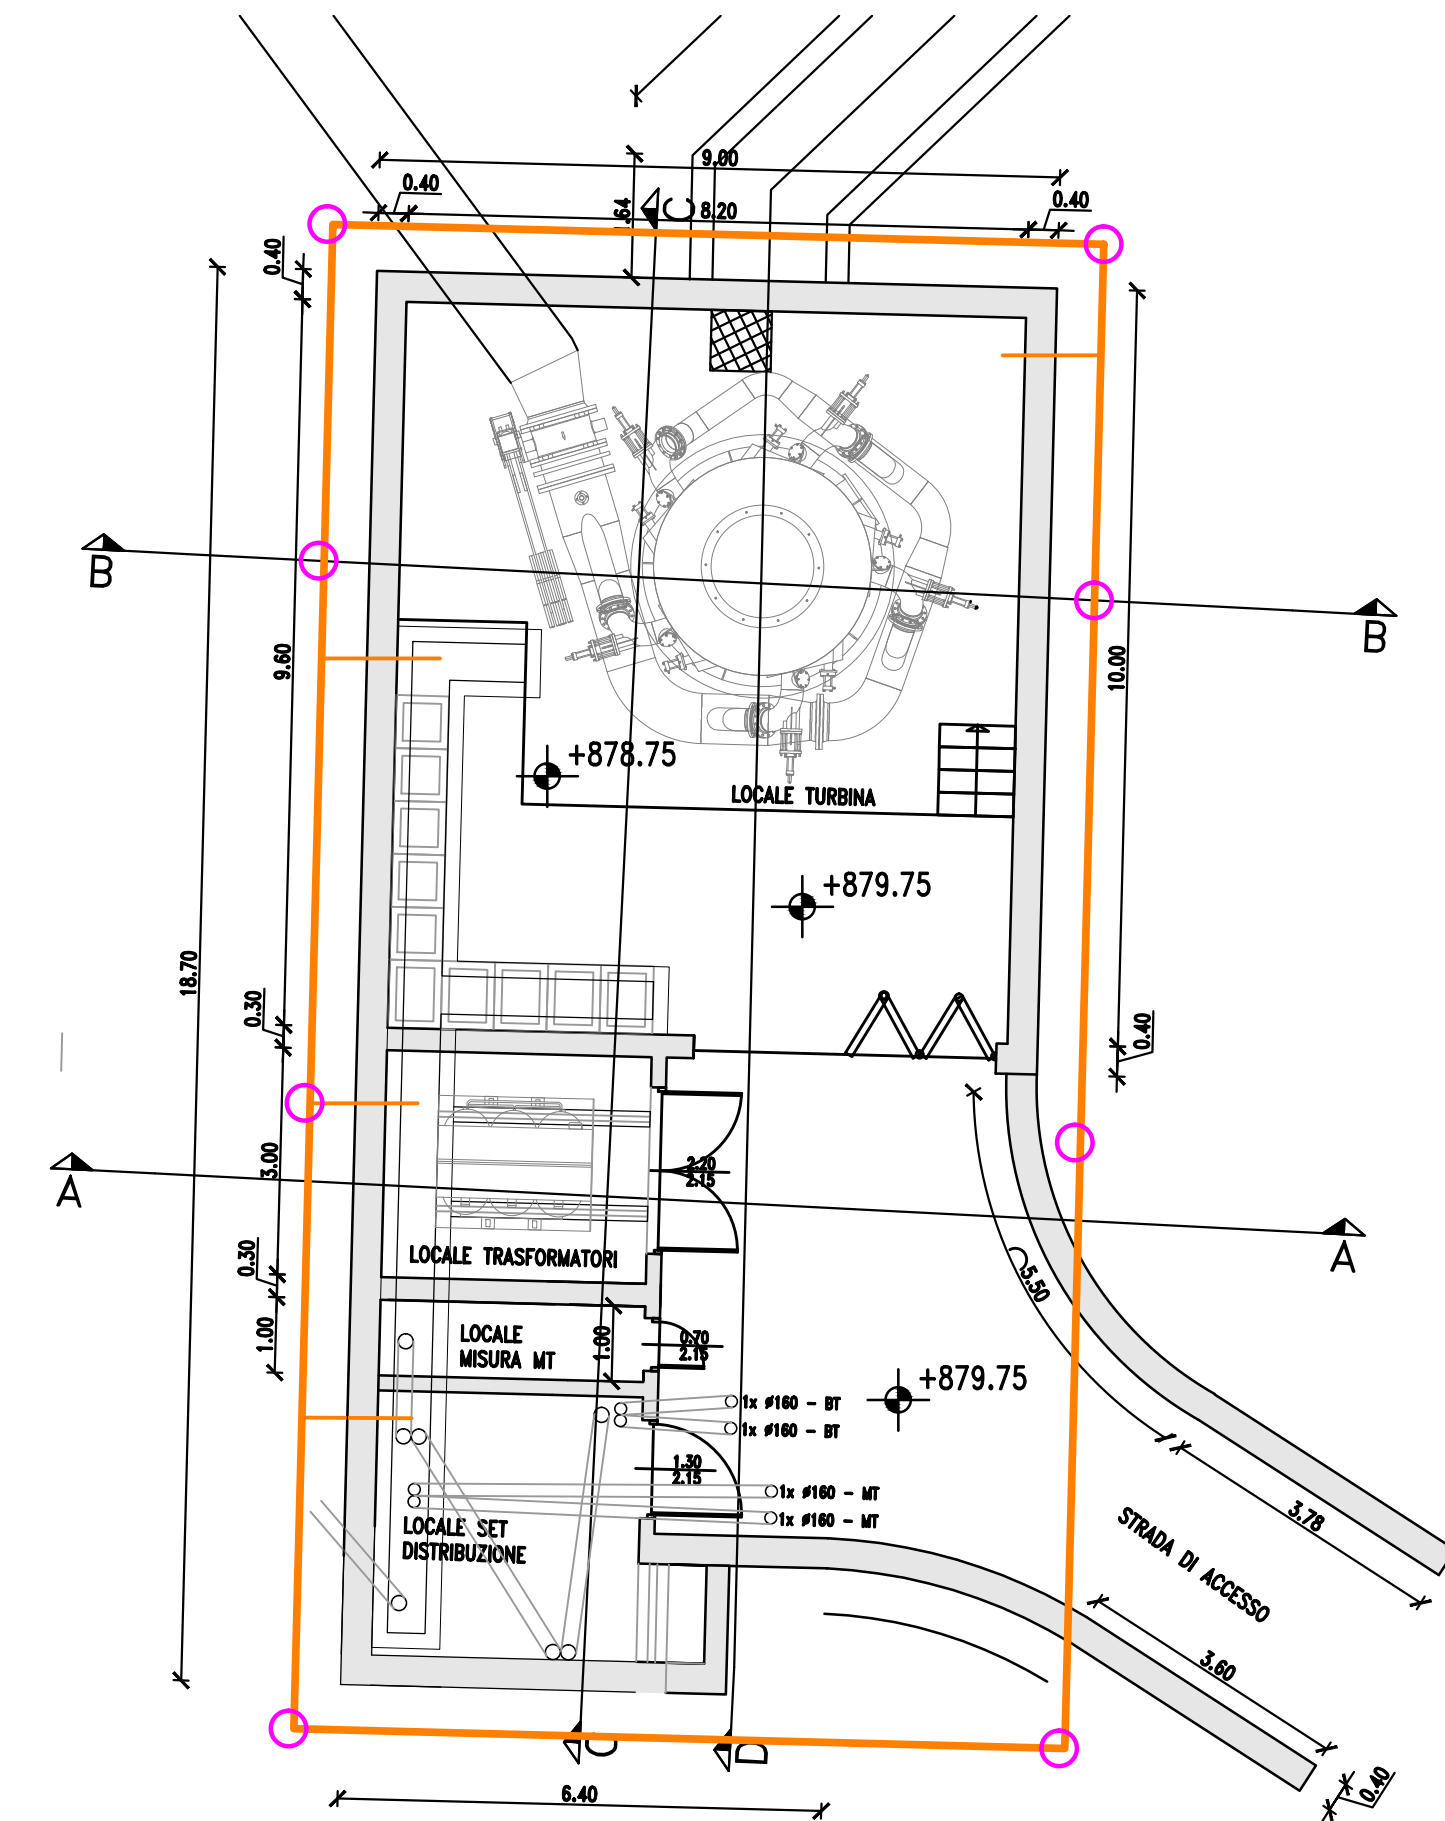 9.00
0.40
.64
C
8.20
0.40
0.40
B
B
9.60
10.00
+878.75
LOCALE TURBINA
+879.75
18.70
0.30
0.40
3.00
2.20
2.15
A
A
0.30
LOCALE TRASFORMATORI
5.50
1.00
LOCALE
MISURA MT
1.00
0.70
2.15
+879.75
1x ø160 - BT
1x ø160 - BT
1.30
2.15
1x ø160 - MT
1x ø160 - MT
LOCALE SET
DISTRIBUZIONE
3.78
STRADA DI ACCESSO
3.60
C
D
6.40
0.40